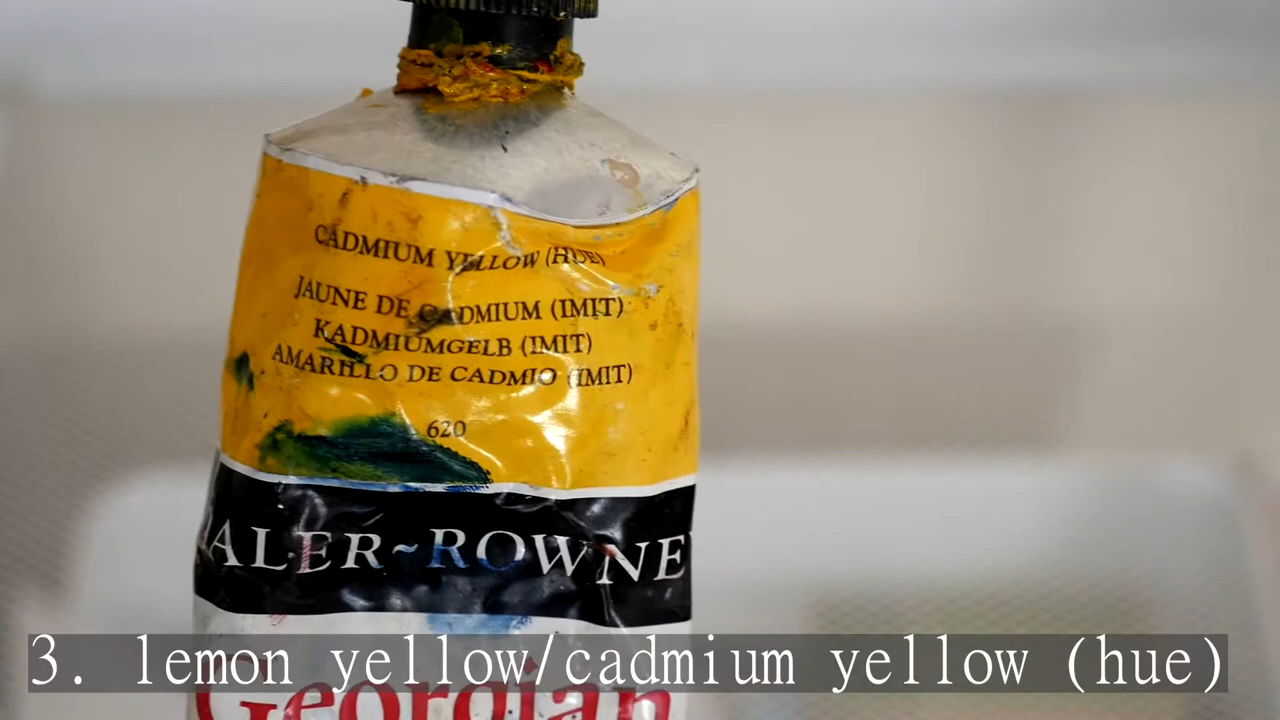 CADMIUM YELLOW (HUE)
JAUNE DE CADMIUM (IMIT)
KADMIUMGELB (IMIT)
AMARILLO DE CADMIO (IMIT)
620
ALER~ROWNE
Georgian
3. lemon yellow/cadmium yellow (hue)